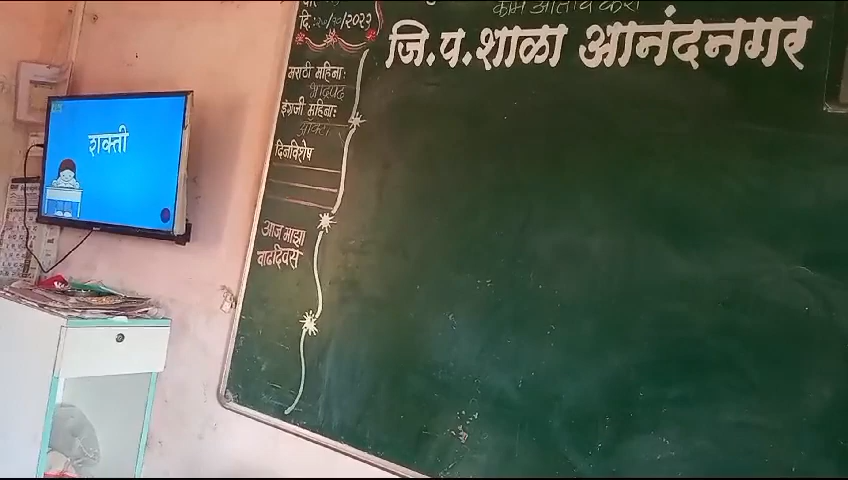 काम
जि.प.शाळा आनंदनगर
दि.:
मराठी महिना:
भाद्रपद
इंग्रजी महिना:
दिनविशेष
आज माझा
वाढदिवस
शक्ती